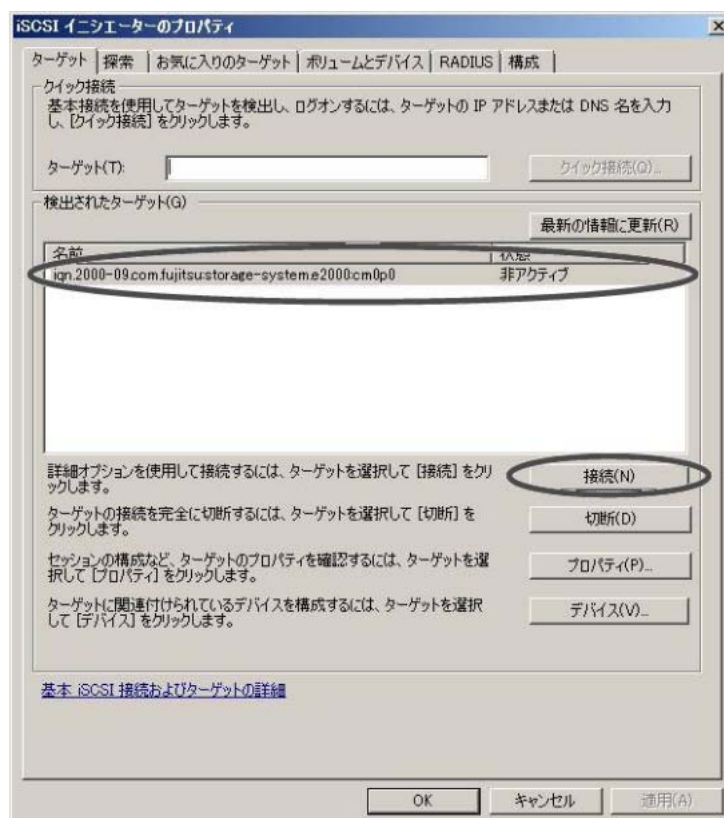 iSCSI イニシエーターのプロパティ
ターゲット 探索 お気に入りのターゲット ボリュームとデバイス RADIUS 構成
クイック接続
基本接続を使用してターゲットを検出し、ログオンするには、ターゲットの IP アドレスまたは DNS 名を入力
し、[クイック接続] をクリックします。
ターゲット(T): クイック接続(Q)...
検出されたターゲット(G)
最新の情報に更新(R)
名前 状態
iqn.2000-09.com.fujitsu:storage-system.e2000:cm0p0 非アクティブ
詳細オプションを使用して接続するには、ターゲットを選択して [接続] をクリ
ックします。
接続(N)
ターゲットの接続を完全に切断するには、ターゲットを選択して [切断] を
クリックします。
切断(D)
セッションの構成など、ターゲットのプロパティを確認するには、ターゲットを選
択して [プロパティ] をクリックします。
プロパティ(P)...
ターゲットに関連付けられているデバイスを構成するには、ターゲットを選択
して [デバイス] をクリックします。
デバイス(V)...
基本 iSCSI 接続およびターゲットの詳細
OK キャンセル 適用(A)